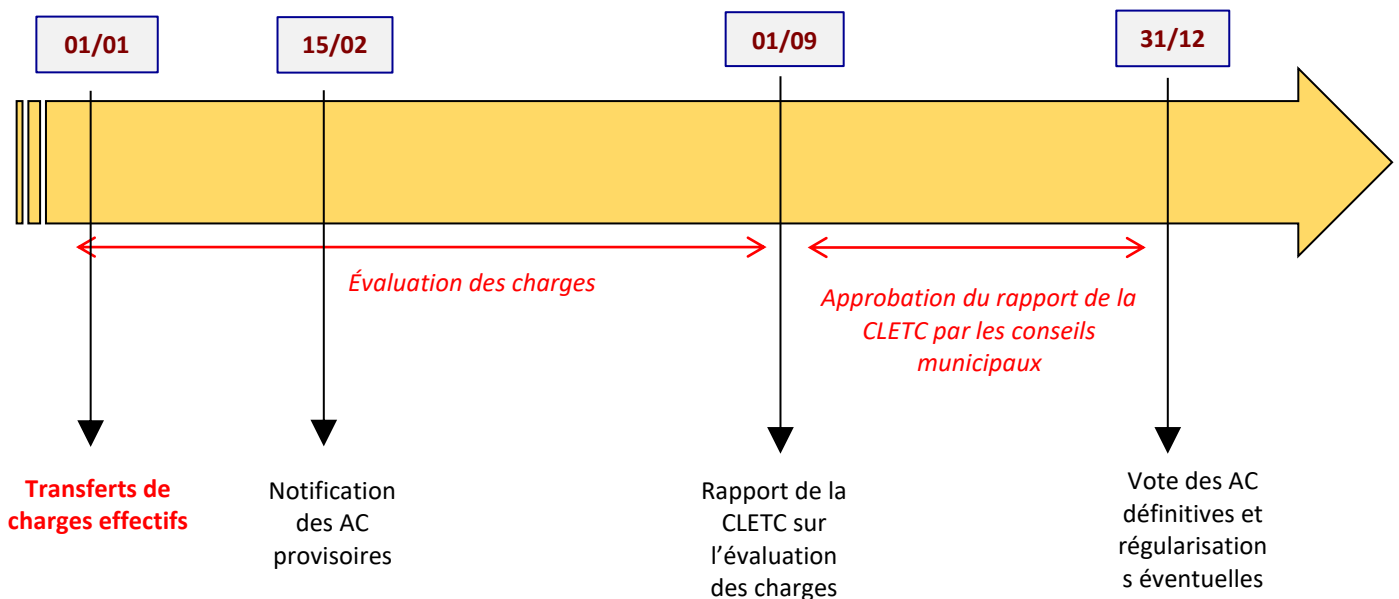 01/01
15/02
01/09
31/12
Évaluation des charges
Approbation du rapport de la
CLETC par les conseils
municipaux
Transferts de
charges effectifs
Notification
des AC
provisoires
Rapport de la
CLETC sur
l’évaluation
des charges
Vote des AC
définitives et
régularisation
s éventuelles